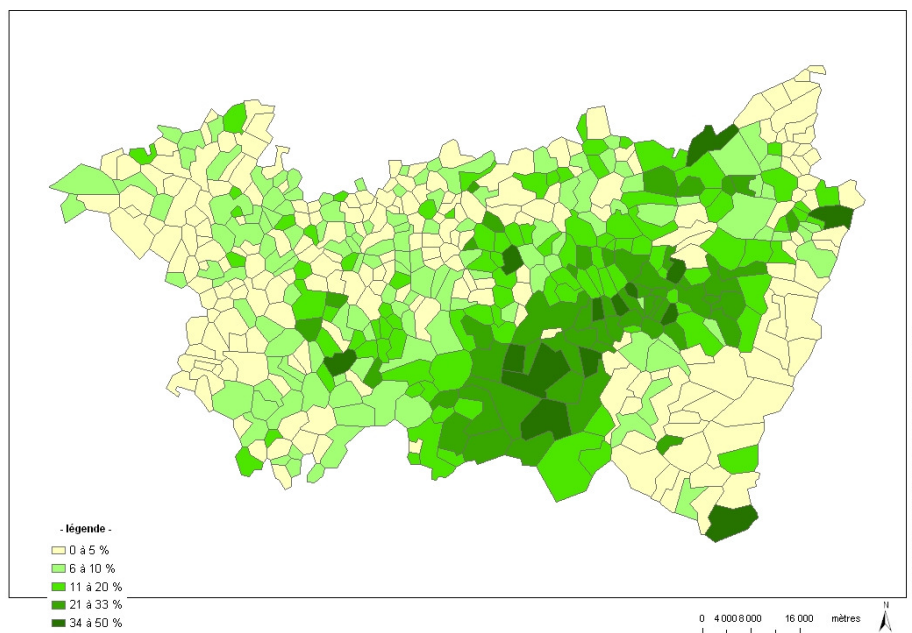 - légende -
0 à 5 %
6 à 10 %
11 à 20 %
21 à 33 %
34 à 50 %
0 4 000 8 000 16 000 mètres
N